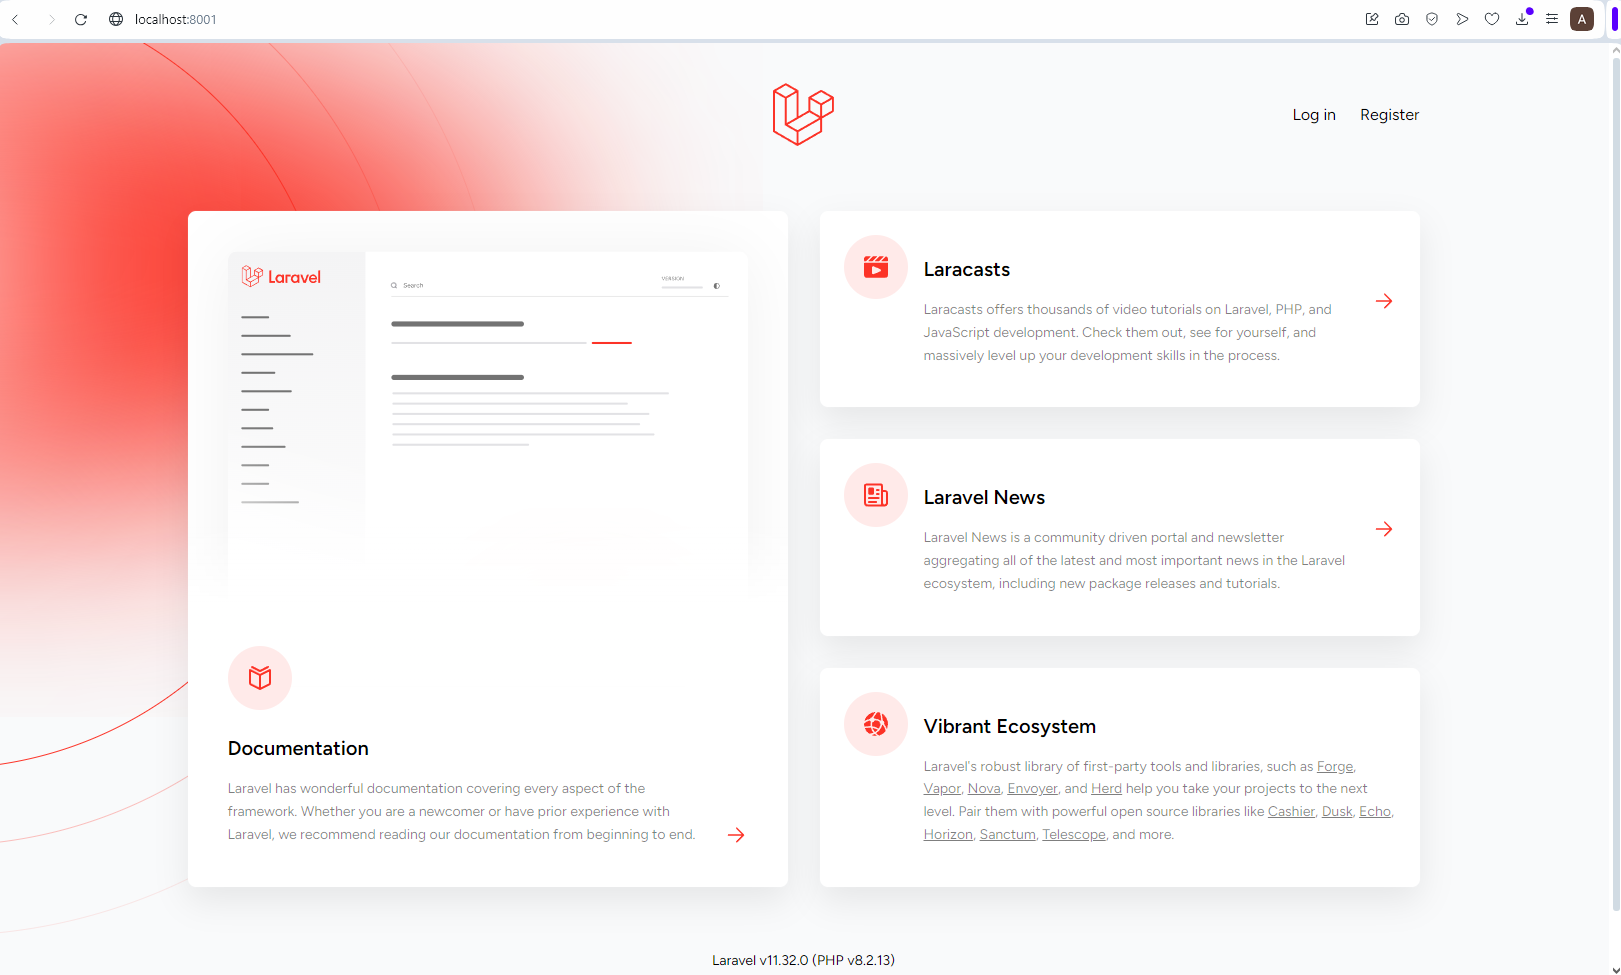 localhost:8001
A
Log in
Register
Laravel
Search
VERSION
Documentation
Laravel has wonderful documentation covering every aspect of the
framework. Whether you are a newcomer or have prior experience with
Laravel, we recommend reading our documentation from beginning to end.
Laracasts
Laracasts offers thousands of video tutorials on Laravel, PHP, and
JavaScript development. Check them out, see for yourself, and
massively level up your development skills in the process.
Laravel News
Laravel News is a community driven portal and newsletter
aggregating all of the latest and most important news in the Laravel
ecosystem, including new package releases and tutorials.
Vibrant Ecosystem
Laravel's robust library of first-party tools and libraries, such as Forge,
Vapor, Nova, Envoyer, and Herd help you take your projects to the next
level. Pair them with powerful open source libraries like Cashier, Dusk, Echo,
Horizon, Sanctum, Telescope, and more.
Laravel v11.32.0 (PHP v8.2.13)